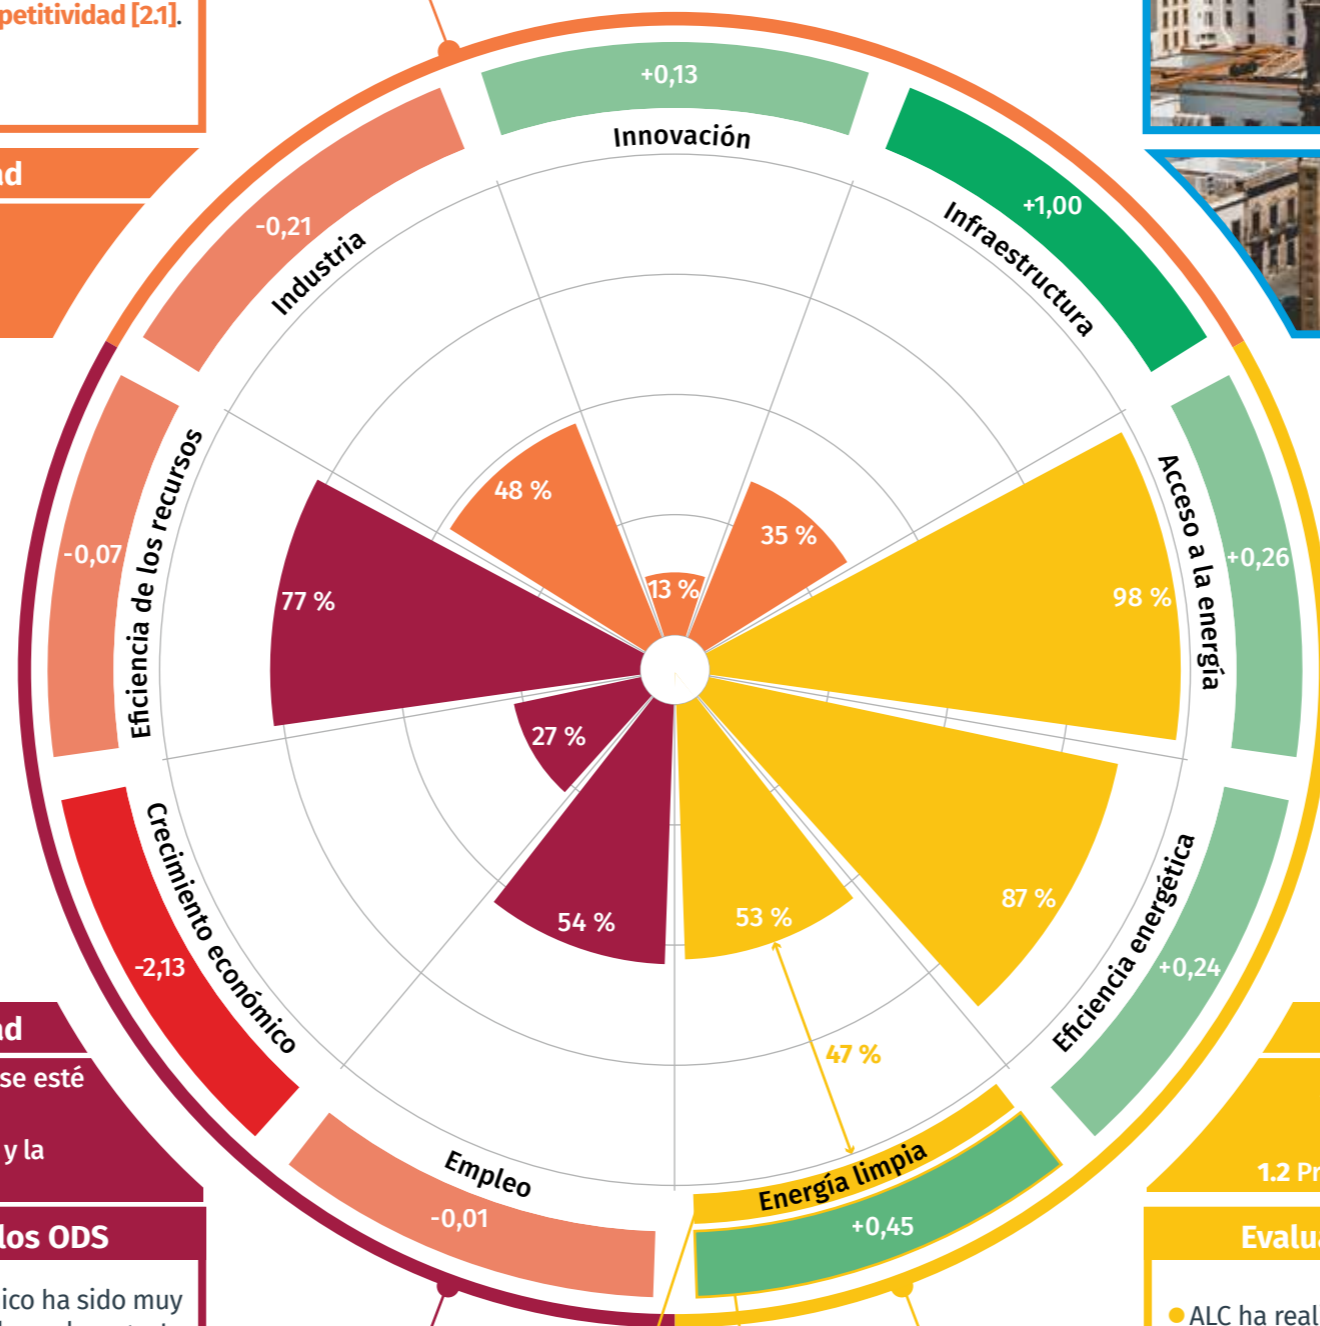 petitividad [2.1].
ad
+0,13
Innovación
+1,00
Infraestructura
-0,21
Industria
+0,26
Acceso a la energía
-0,07
Eficiencia de los recursos
48 %
35 %
13 %
77 %
98 %
27 %
54 %
53 %
87 %
47 %
+0,24
Eficiencia energética
-2,13
Crecimiento económico
Empleo
-0,01
Energía limpia
+0,45
ad
se esté
y la
los ODS
ico ha sido muy
1.2 Pr
Evalua
ALC ha real